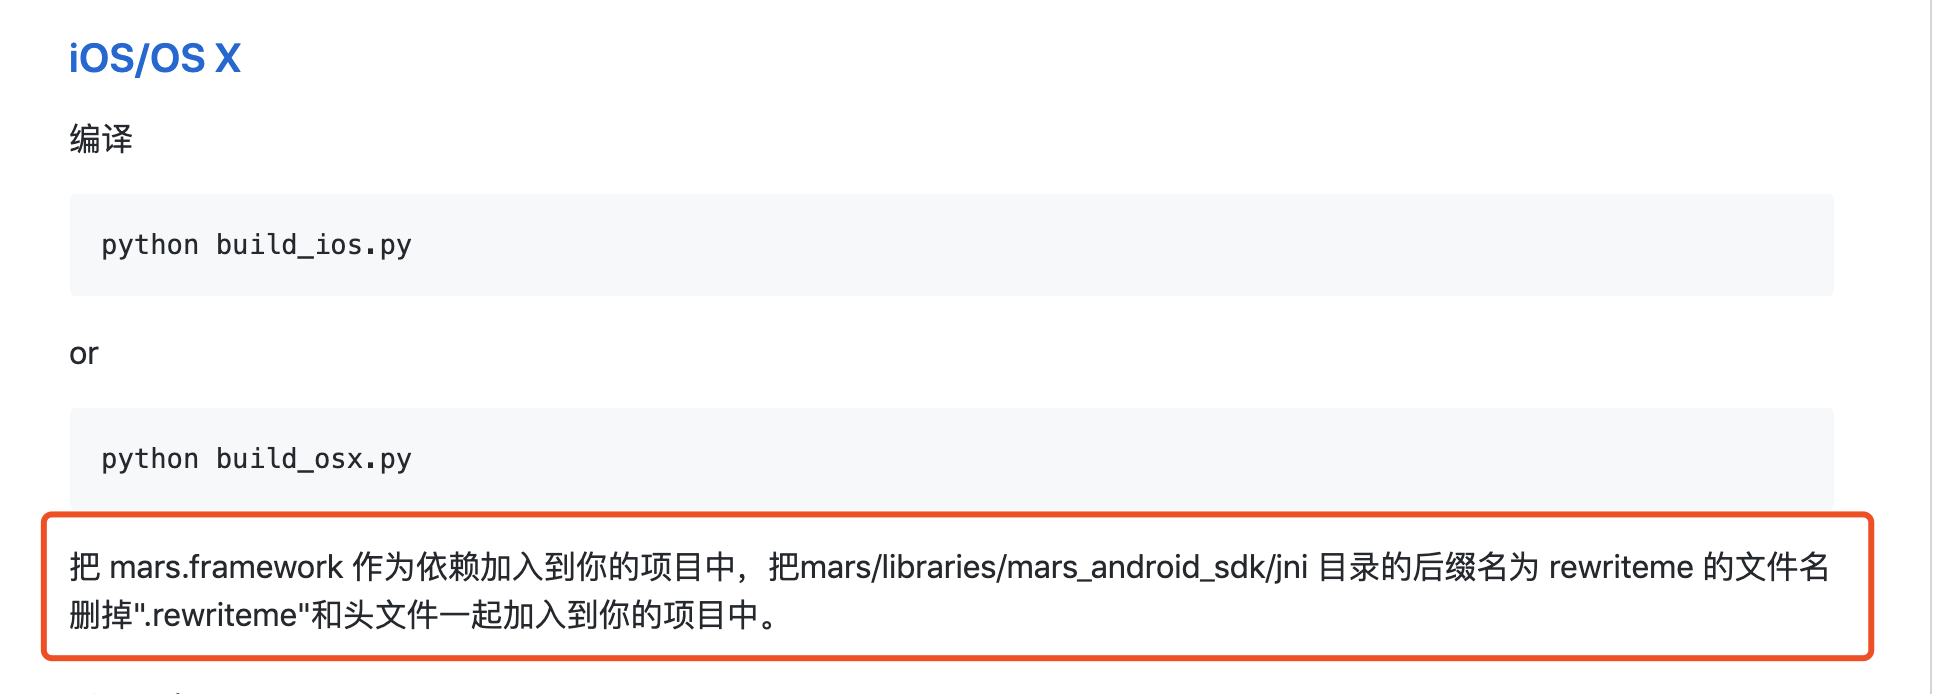 iOS/OS X
编译
python build_ios.py
or
python build_osx.py
把 mars.framework 作为依赖加入到你的项目中，把mars/libraries/mars_android_sdk/jni 目录的后缀名为 rewriteme 的文件名
删掉".rewriteme"和头文件一起加入到你的项目中。